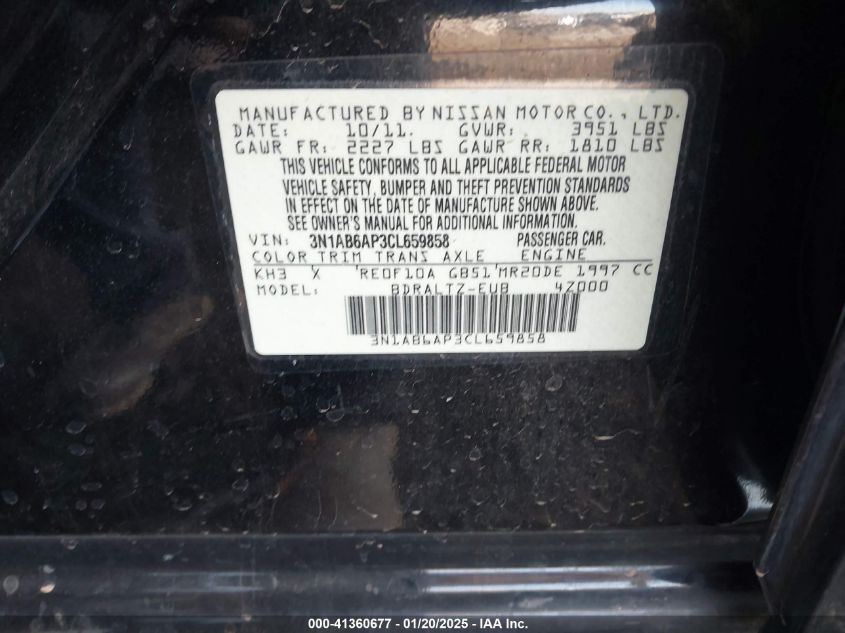 MANUFACTURED BY NISSAN MOTOR CO., LTD.
DATE: 10/11. GVWR: 3951 LBS
GAWR FR: 2227 LBS GAWR RR: 1810 LBS
THIS VEHICLE CONFORMS TO ALL APPLICABLE FEDERAL MOTOR
VEHICLE SAFETY, BUMPER AND THEFT PREVENTION STANDARDS
IN EFFECT ON THE DATE OF MANUFACTURE SHOWN ABOVE.
SEE OWNER'S MANUAL FOR ADDITIONAL INFORMATION.
VIN: 3N1AB6AP3CL659858 PASSENGER CAR.
COLOR TRIM TRANS AXLE ENGINE
KH3 X RE0F10A GB51 MR20DE 1997 CC
MODEL: BDRALTZ-EUB 4Z000
3N1AB6AP3CL659858
000-41360677 - 01/20/2025 - IAA Inc.